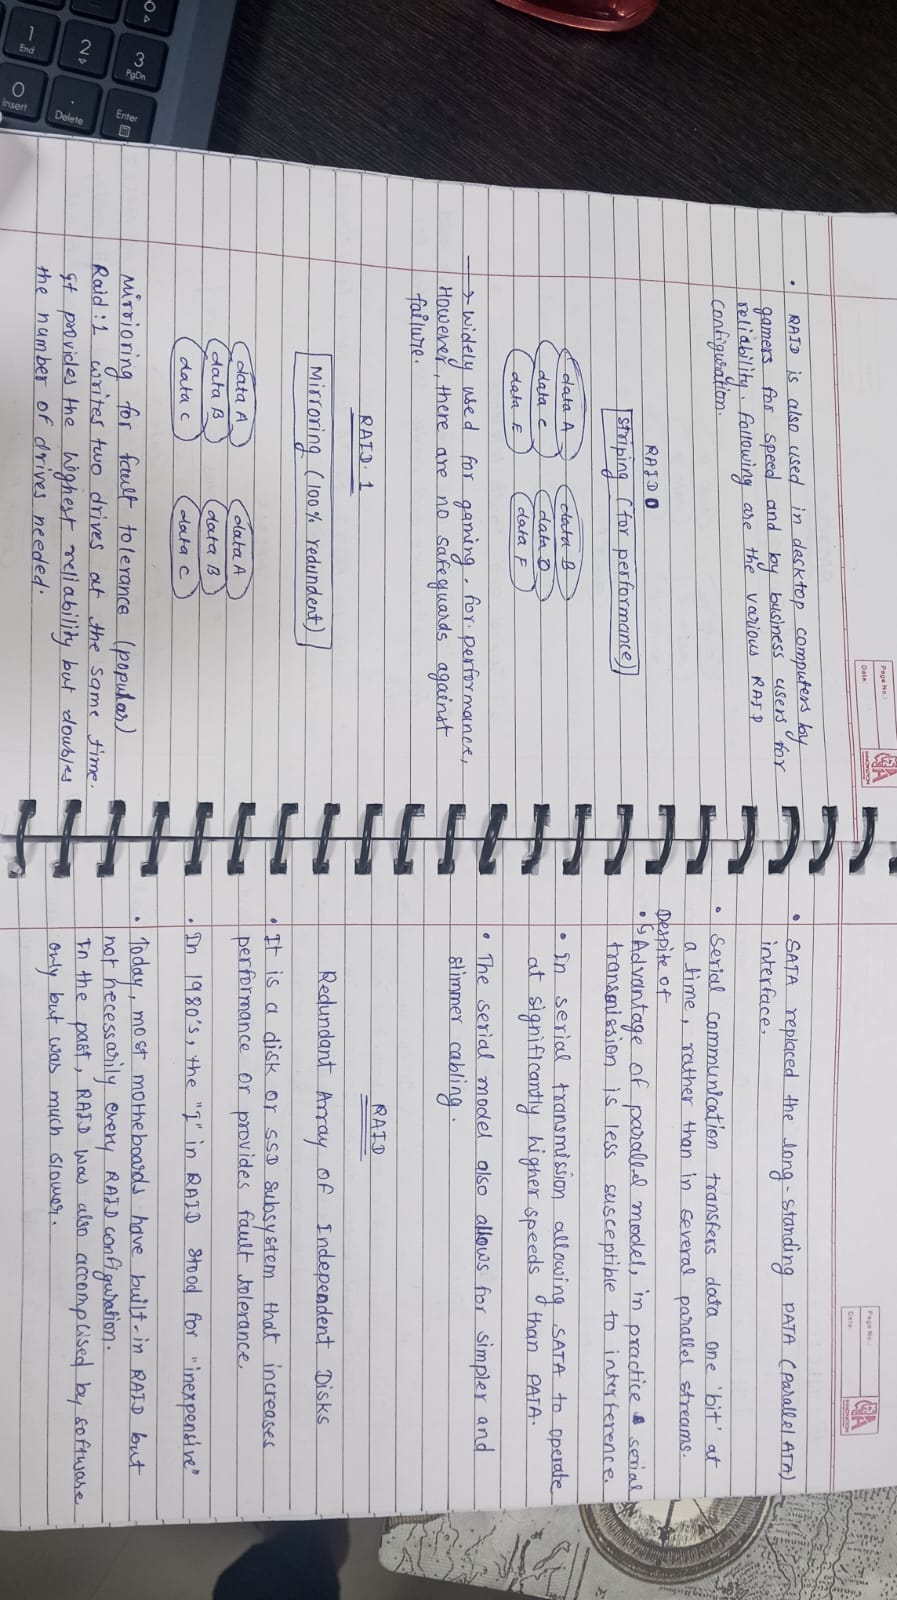 Page No.:
Date:
INNOVATION
• RAID is also used in desktop computers by
gamers for speed and by business users for
reliability. Following are the various RAID
configuration.
RAID 0
Striping (for performance)
data A data B
data C data D
data E data F
→ Widely used for gaming. for performance,
However, there are no safeguards against
failure.
RAID. 1
Mirroring (100% redundent)
data A data A
data B data B
data C data C
Mirrioring for fault tolerance (popular)
Raid : 1 writes two drives at the same time.
It provides the highest reliability but doubles
the number of drives needed.
Page No.:
Date:
INNOVATION
• SATA replaced the long-standing PATA (Parallel ATA)
interface.
• Serial communication transfers data one 'bit' at
a time, rather than in several parallel streams.
Despite of
• Advantage of parallel model, in practice serial
transmission is less susceptible to interference.
• In serial transmission allowing SATA to operate
at significantly higher speeds than PATA.
• The serial model also allows for simpler and
slimmer cabling.
RAID
Redundant Array of Independent Disks
• It is a disk or SSD subsystem that increases
performance or provides fault tolerance.
• In 1980's, the "I" in RAID stood for "inexpensive"
• Today, most motheboards have built-in RAID but
not necessarily every RAID configuration.
In the past, RAID was also accomplised by software
only but was much slower.
3
PgDn
Enter
2
.
Delete
1
End
0
Insert